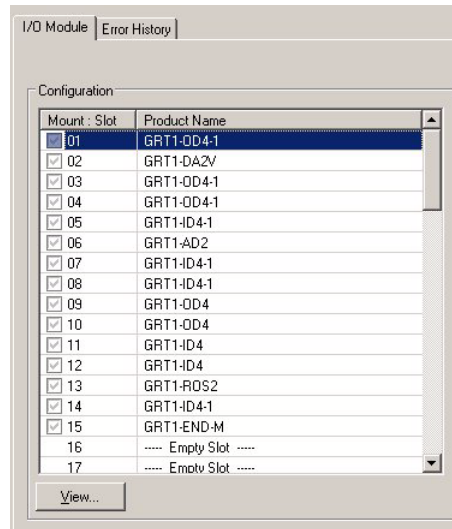 I/O Module Error History
Configuration
Mount : Slot Product Name
01 GRT1-OD4-1
02 GRT1-DA2V
03 GRT1-OD4-1
04 GRT1-OD4-1
05 GRT1-ID4-1
06 GRT1-AD2
07 GRT1-ID4-1
08 GRT1-ID4-1
09 GRT1-OD4
10 GRT1-OD4
11 GRT1-ID4
12 GRT1-ID4
13 GRT1-ROS2
14 GRT1-ID4-1
15 GRT1-END-M
16 ----- Empty Slot -----
17 ----- Empty Slot -----
View...